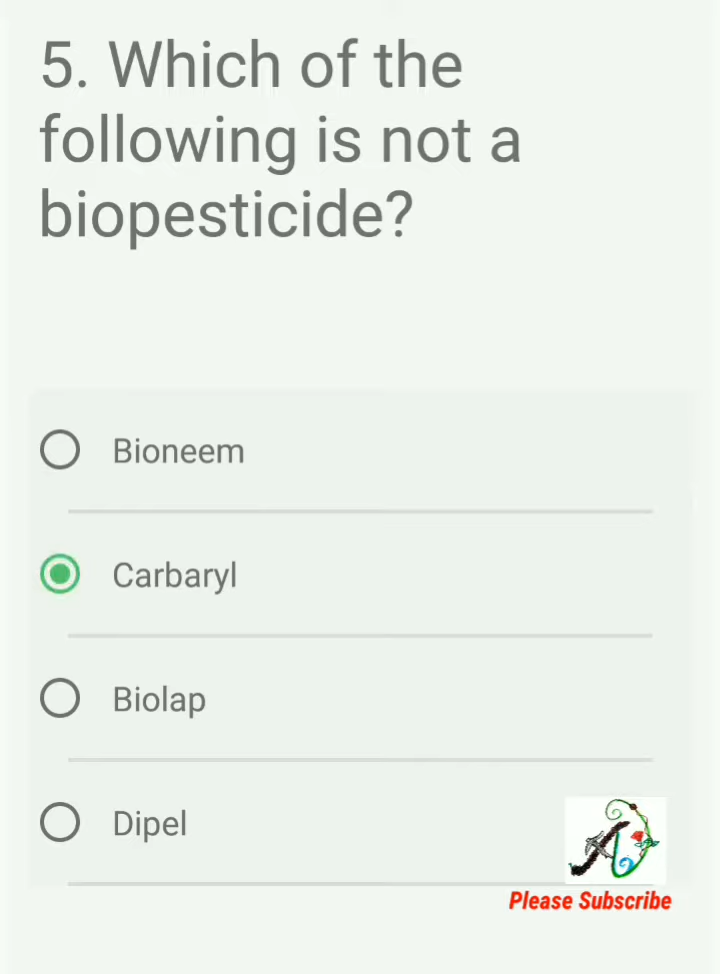 5. Which of the
following is not a
biopesticide?
Bioneem
Carbaryl
Biolap
Dipel
Please Subscribe